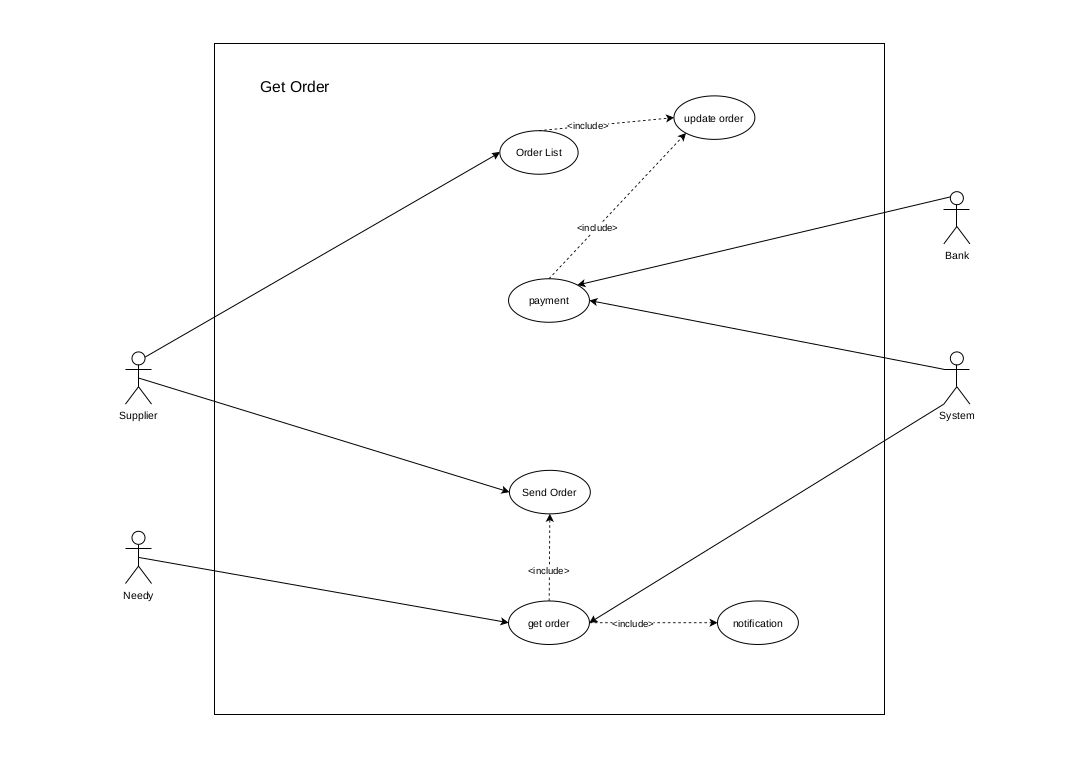 Get Order
update order
<include>
Order List
<include>
Bank
payment
Supplier
System
Send Order
<include>
Needy
get order
<include>
notification